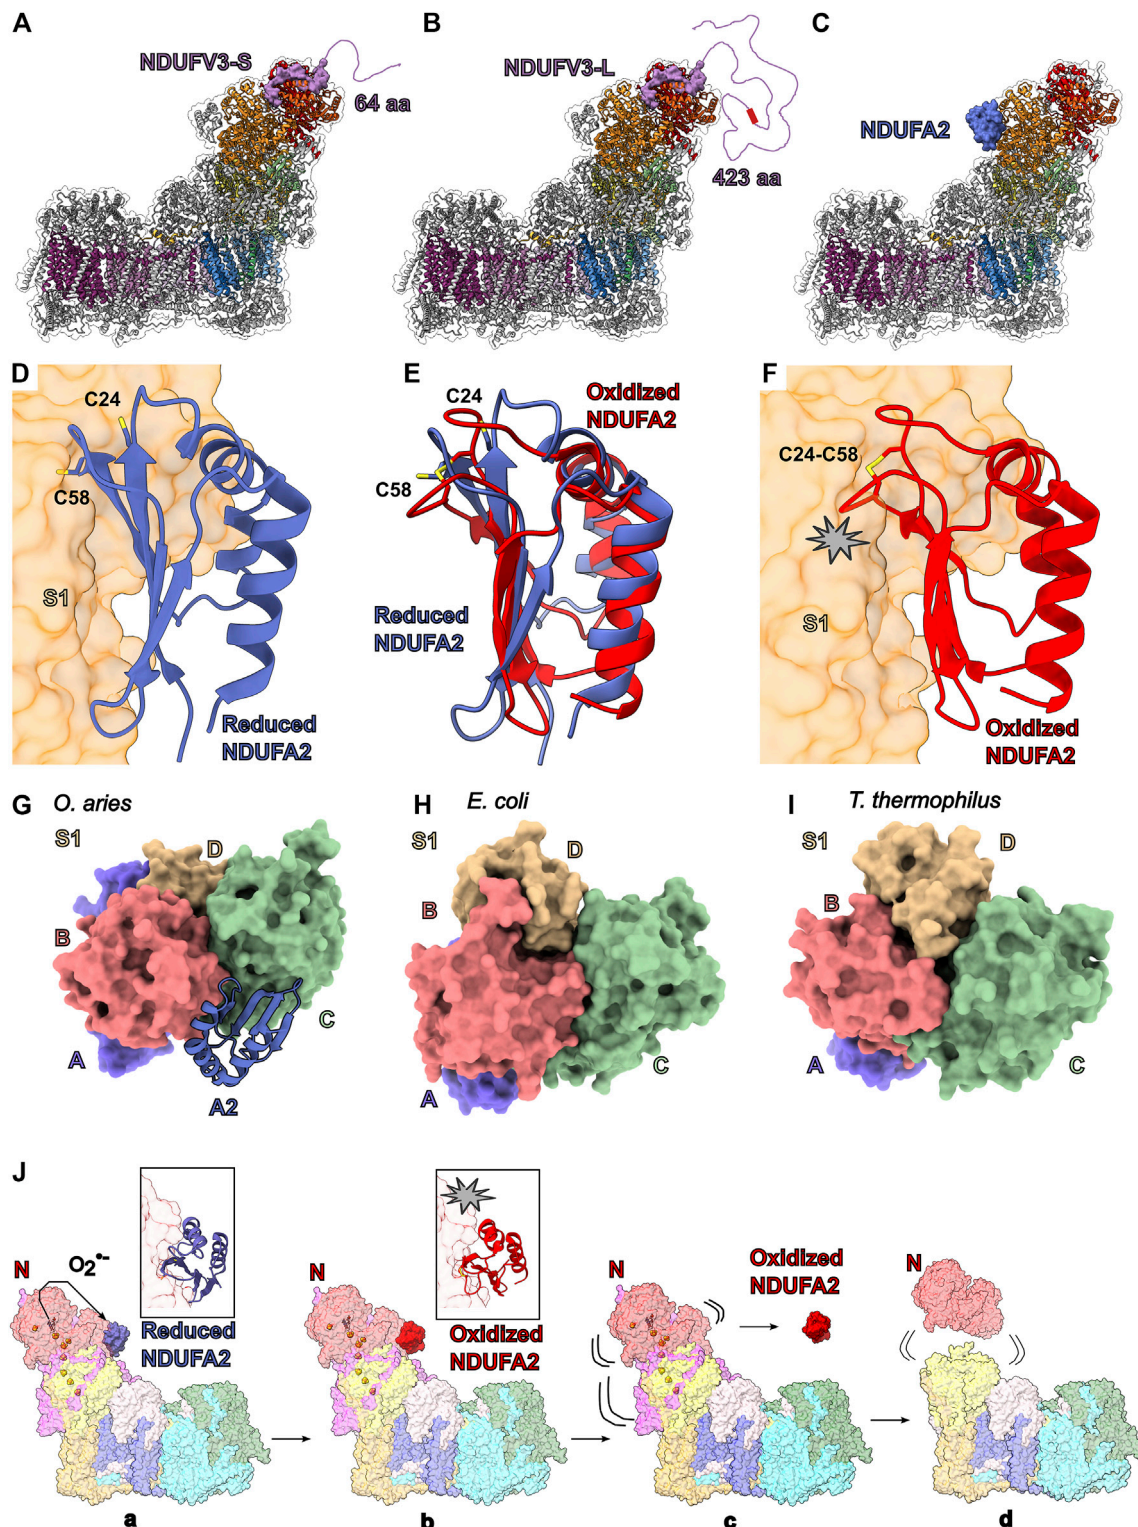 A
B
C
NDUFV3-S
64 aa
NDUFV3-L
423 aa
NDUFA2
D
C24
C58
S1
Reduced
NDUFA2
E
C24
C58
Oxidized
NDUFA2
Reduced
NDUFA2
F
C24-C58
S1
Oxidized
NDUFA2
G
O. aries
S1
D
B
C
A
A2
H
E. coli
S1
D
B
C
A
I
T. thermophilus
S1
D
B
C
A
J
N
O2•-
Reduced
NDUFA2
a
N
Oxidized
NDUFA2
b
N
Oxidized
NDUFA2
c
N
d